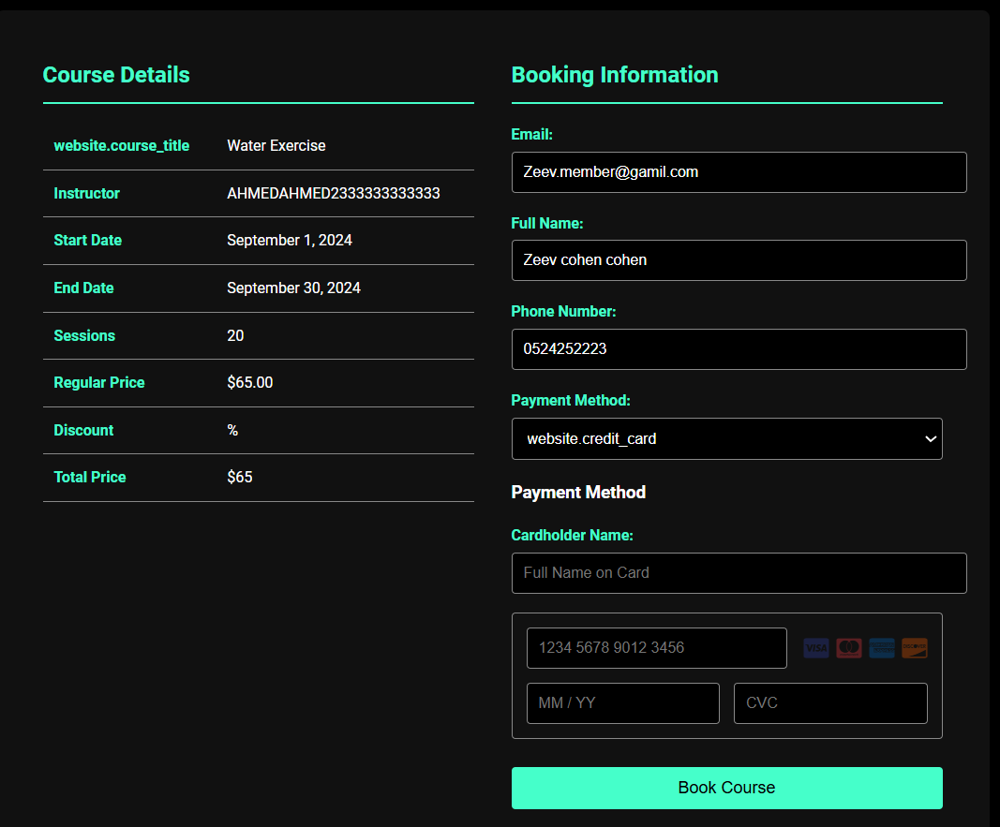 Course Details
website.course_title Water Exercise
Instructor AHMEDAHMED2333333333333
Start Date September 1, 2024
End Date September 30, 2024
Sessions 20
Regular Price $65.00
Discount %
Total Price $65
Booking Information
Email:
Zeev.member@gamil.com
Full Name:
Zeev cohen cohen
Phone Number:
0524252223
Payment Method:
website.credit_card
Payment Method
Cardholder Name:
Full Name on Card
1234 5678 9012 3456 VISA DISCOVER
MM / YY CVC
Book Course